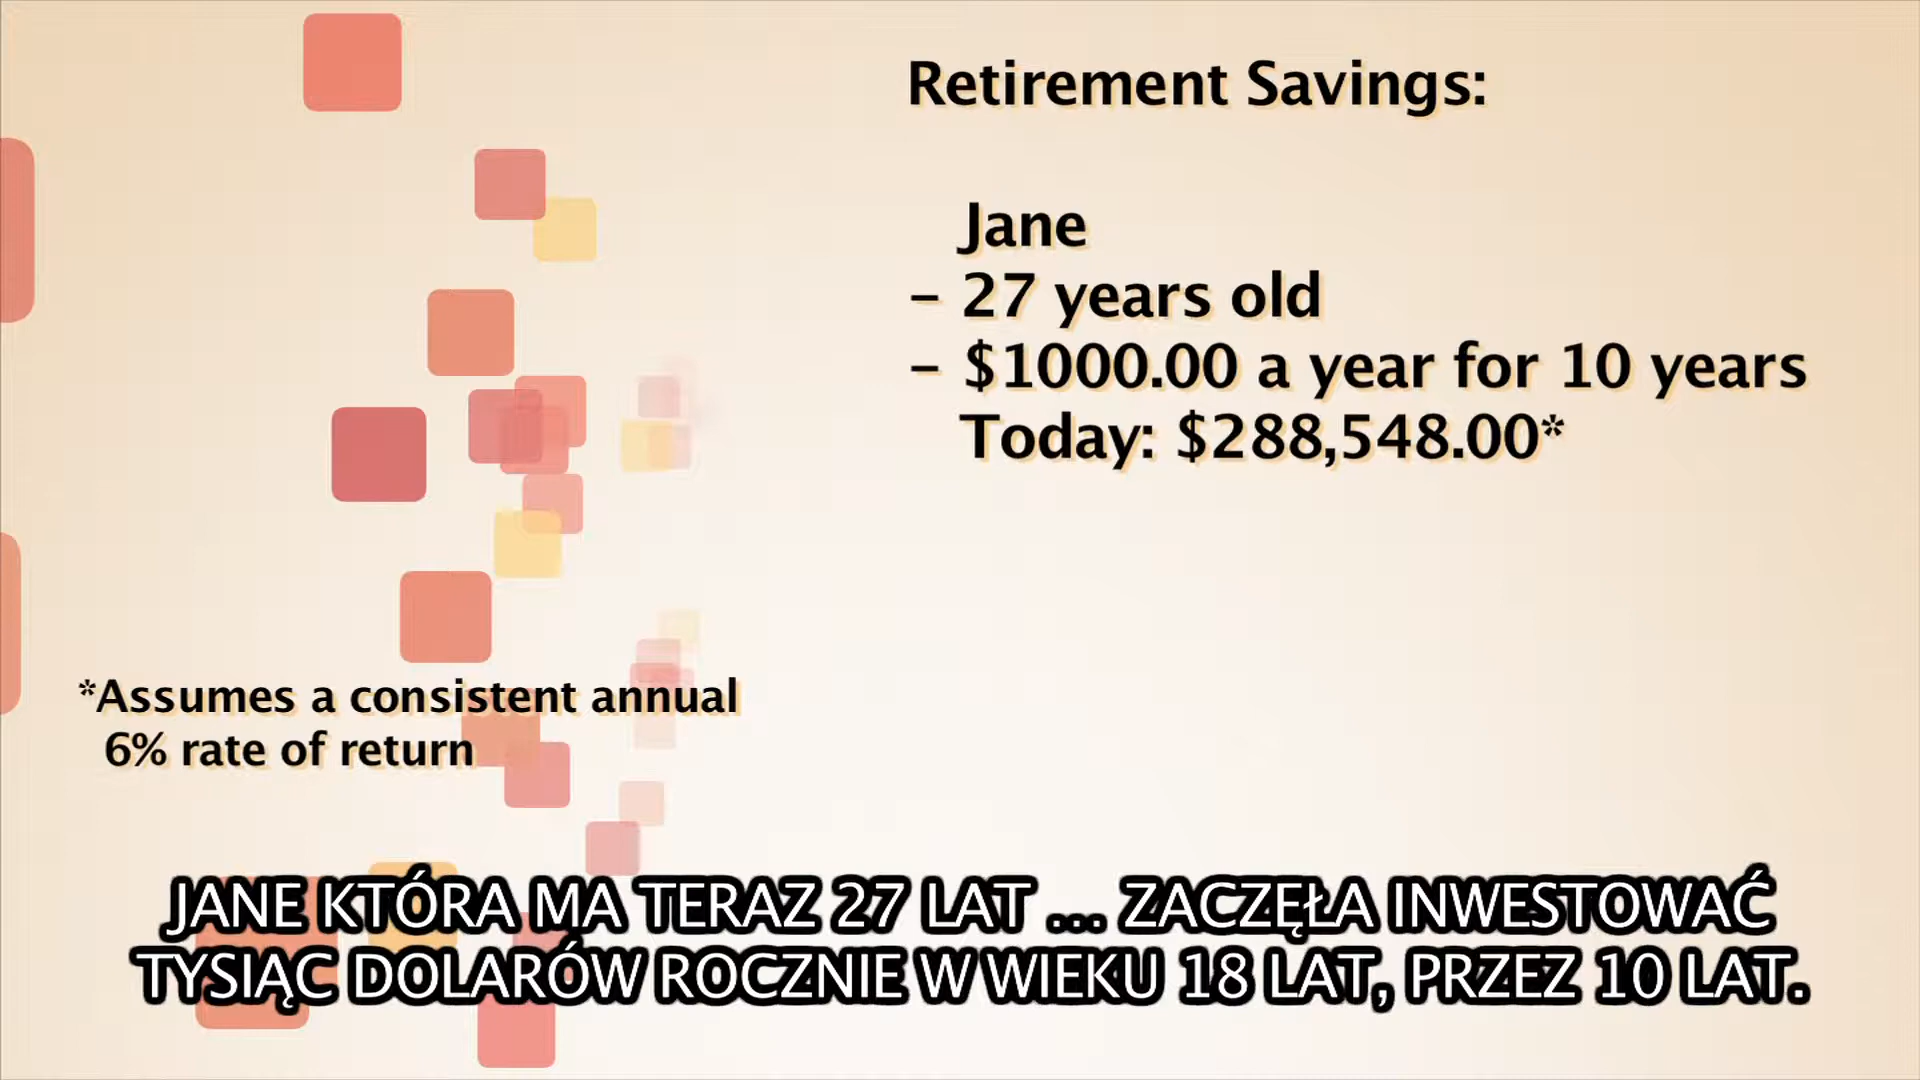 Retirement Savings:
Jane
- 27 years old
- $1000.00 a year for 10 years
Today: $288,548.00*
*Assumes a consistent annual
6% rate of return
JANE KTÓRA MA TERAZ 27 LAT ... ZACZĘŁA INWESTOWAĆ
TYSIĄC DOLARÓW ROCZNIE W WIEKU 18 LAT, PRZEZ 10 LAT.